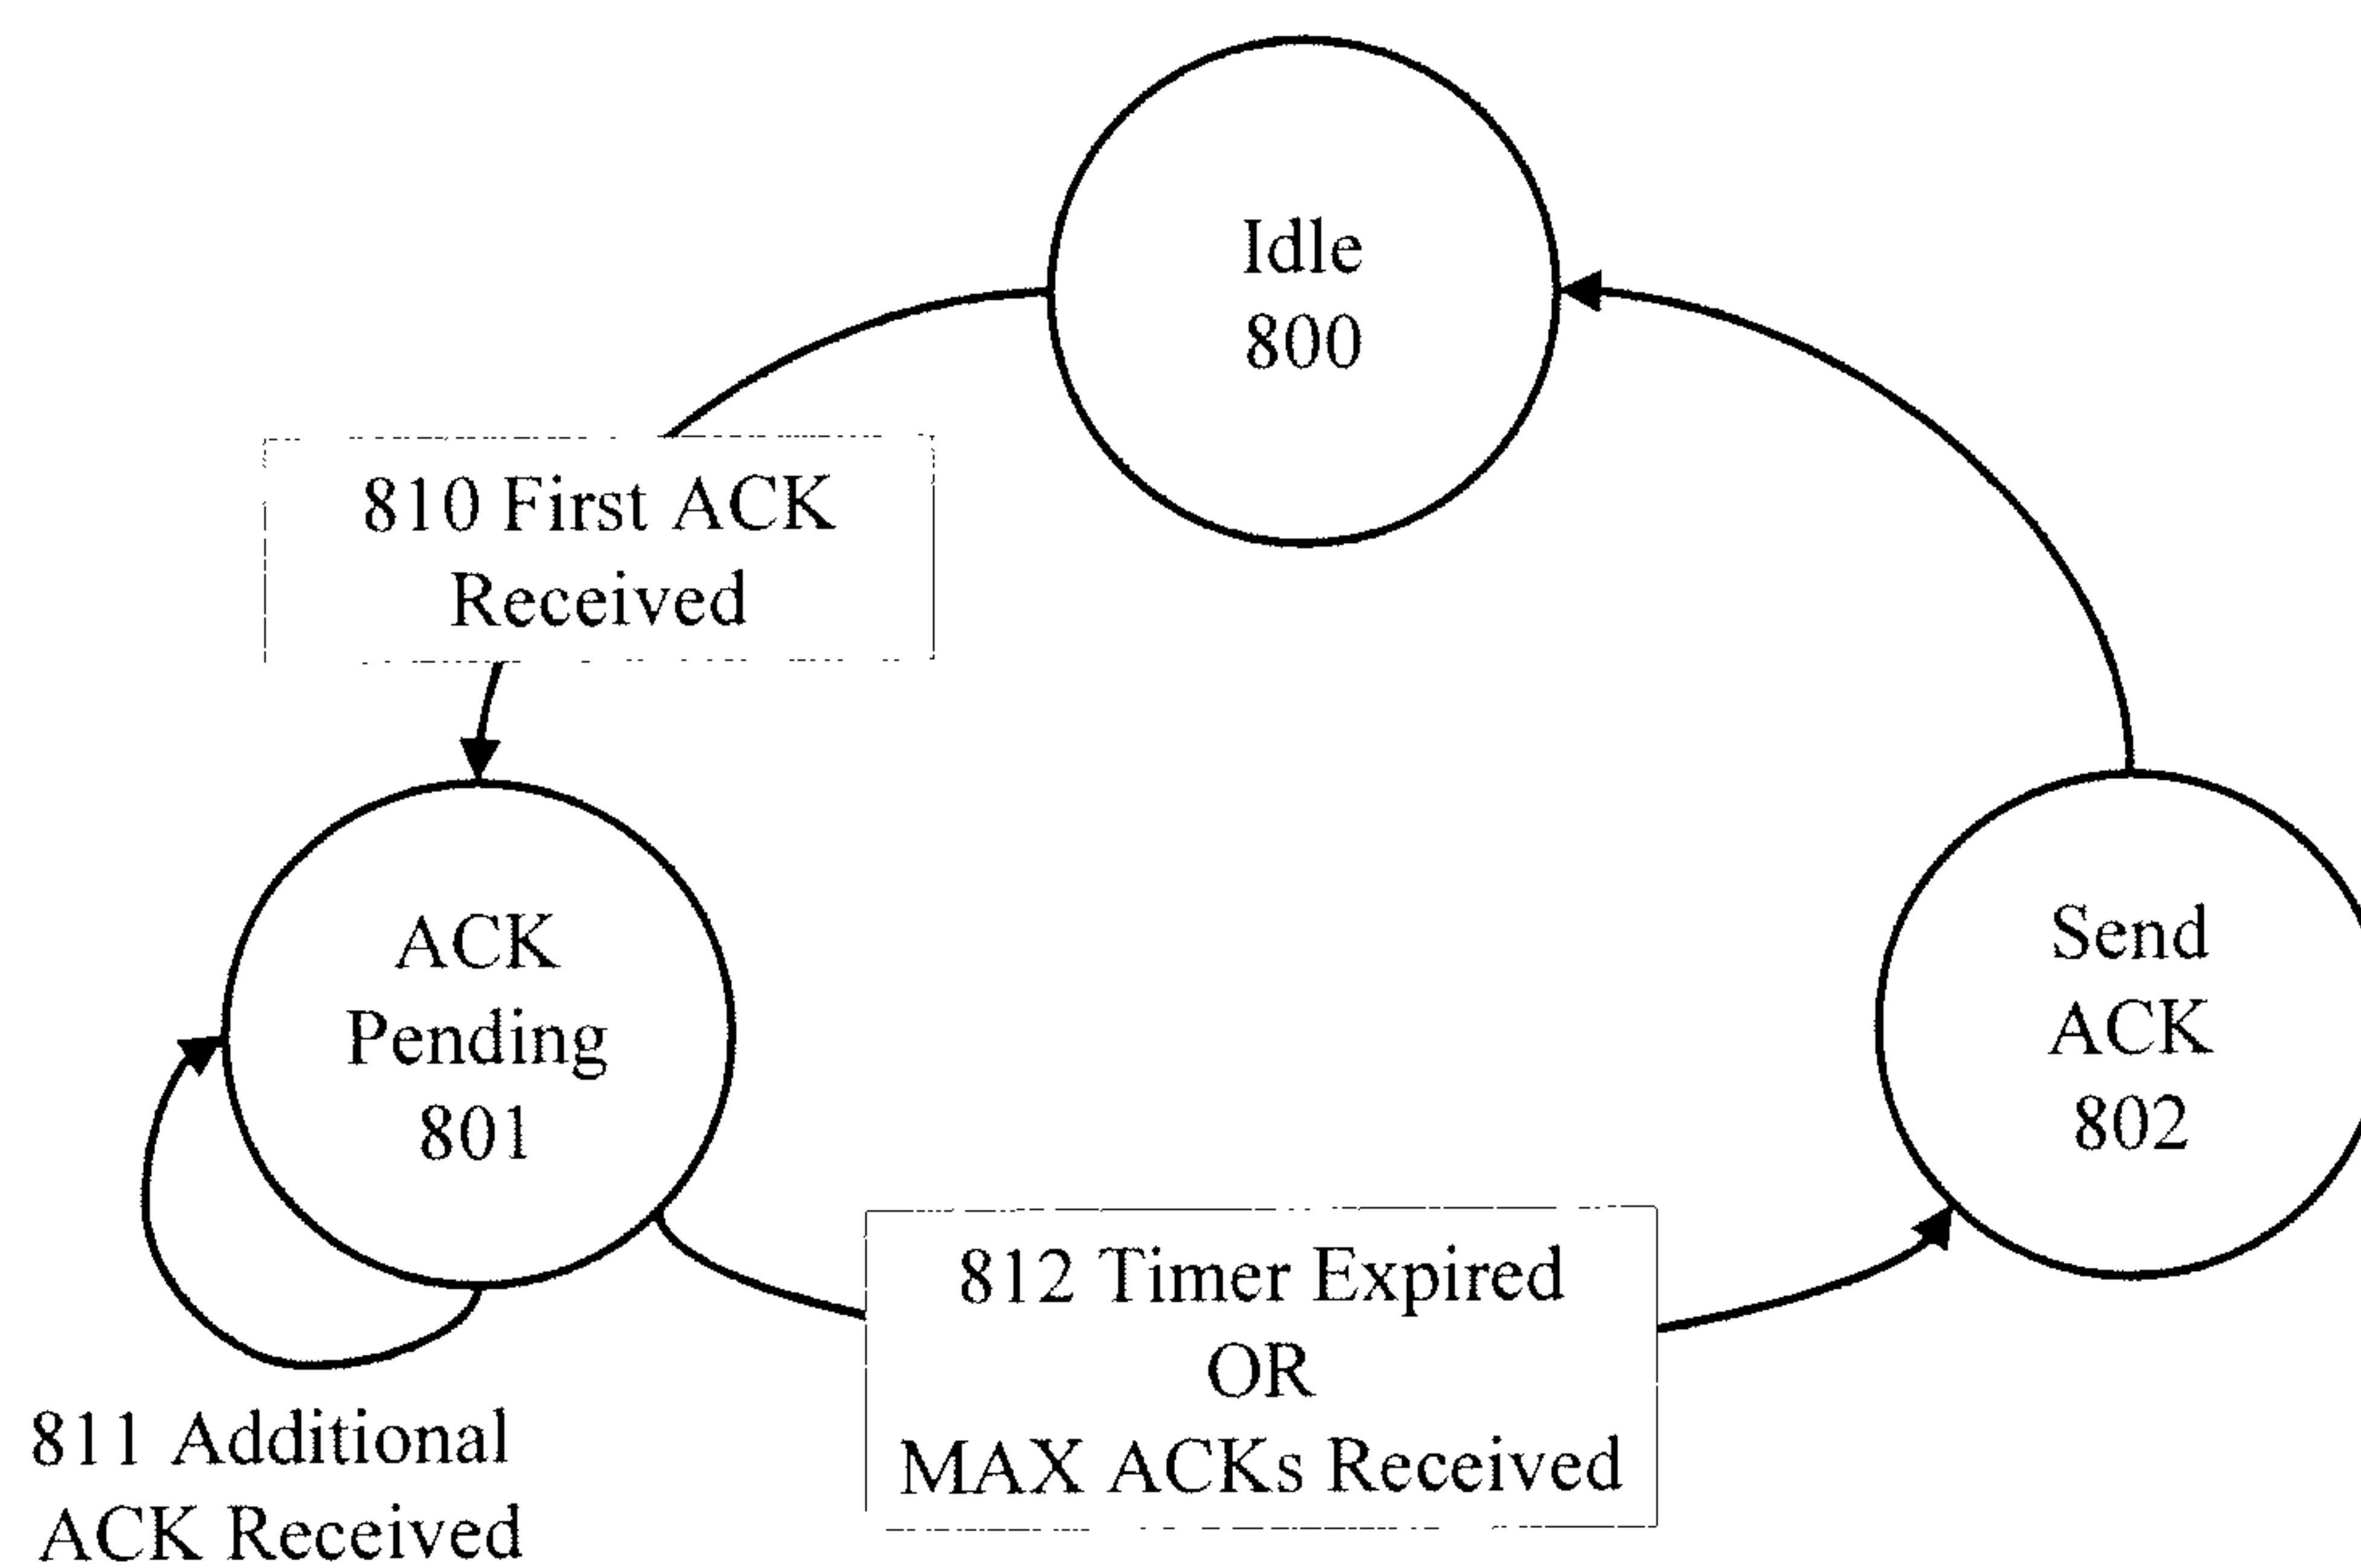 Idle
800
810 First ACK
Received
ACK
Pending
801
Send
ACK
802
811 Additional
ACK Received
812 Timer Expired
OR
MAX ACKs Received